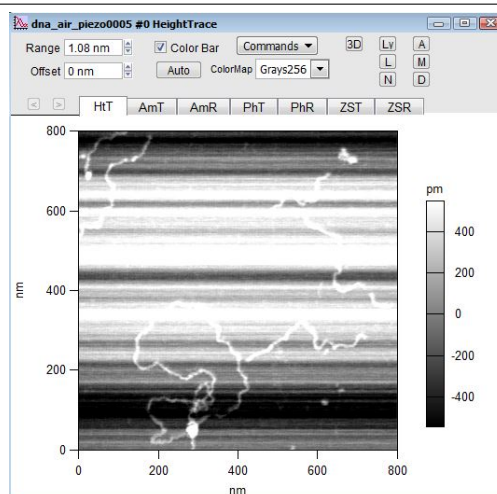 dna_air_piezo0005 #0 HeightTrace
Range 1.08 nm Color Bar Commands 3D Lv A
Offset 0 nm Auto ColorMap Grays256 L M
N D
< > HtT AmT AmR PhT PhR ZST ZSR
800
600
400
200
0
nm
0 200 400 600 800
nm
pm
400
200
0
-200
-400